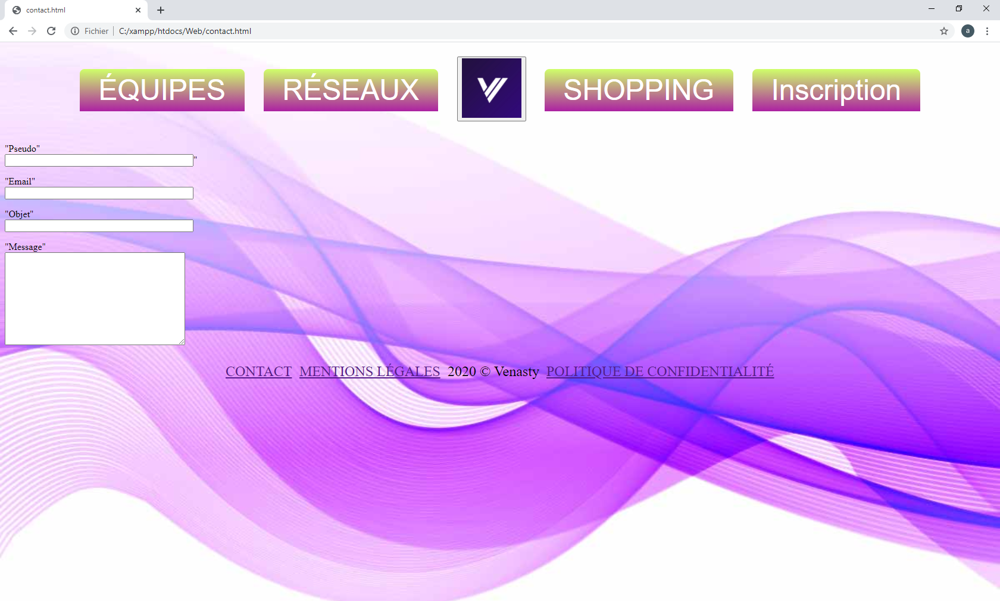 contact.html
Fichier C:/xampp/htdocs/Web/contact.html
a
ÉQUIPES RÉSEAUX SHOPPING Inscription
"Pseudo"
"
"Email"
"Objet"
"Message"
CONTACT MENTIONS LÉGALES 2020 © Venasty POLITIQUE DE CONFIDENTIALITÉ